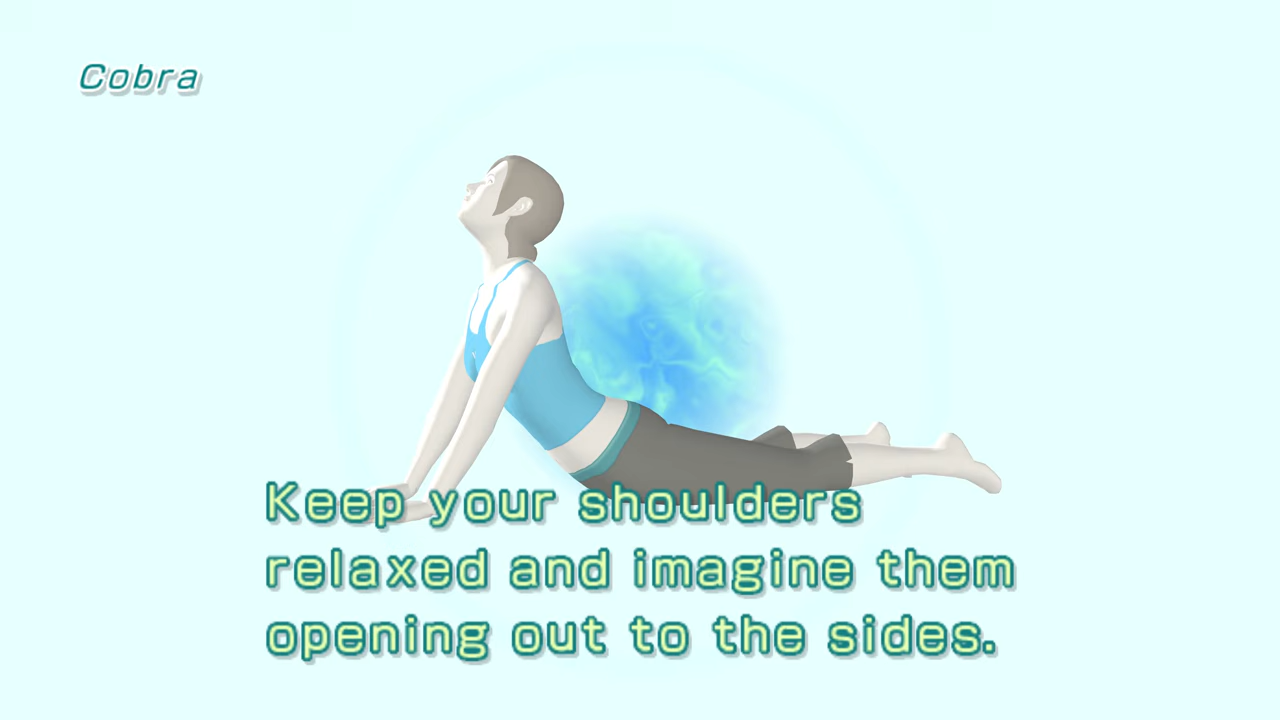 Cobra
Keep your shoulders
relaxed and imagine them
opening out to the sides.